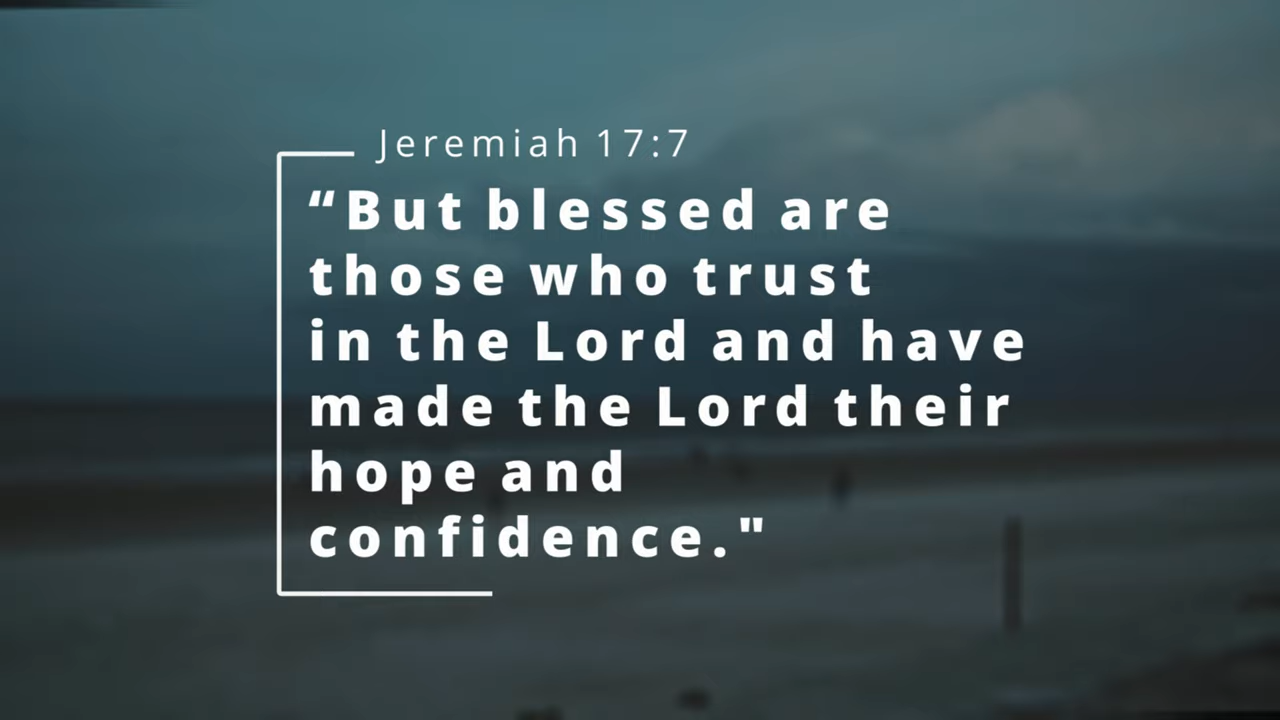 Jeremiah 17:7
“But blessed are
those who trust
in the Lord and have
made the Lord their
hope and
confidence."